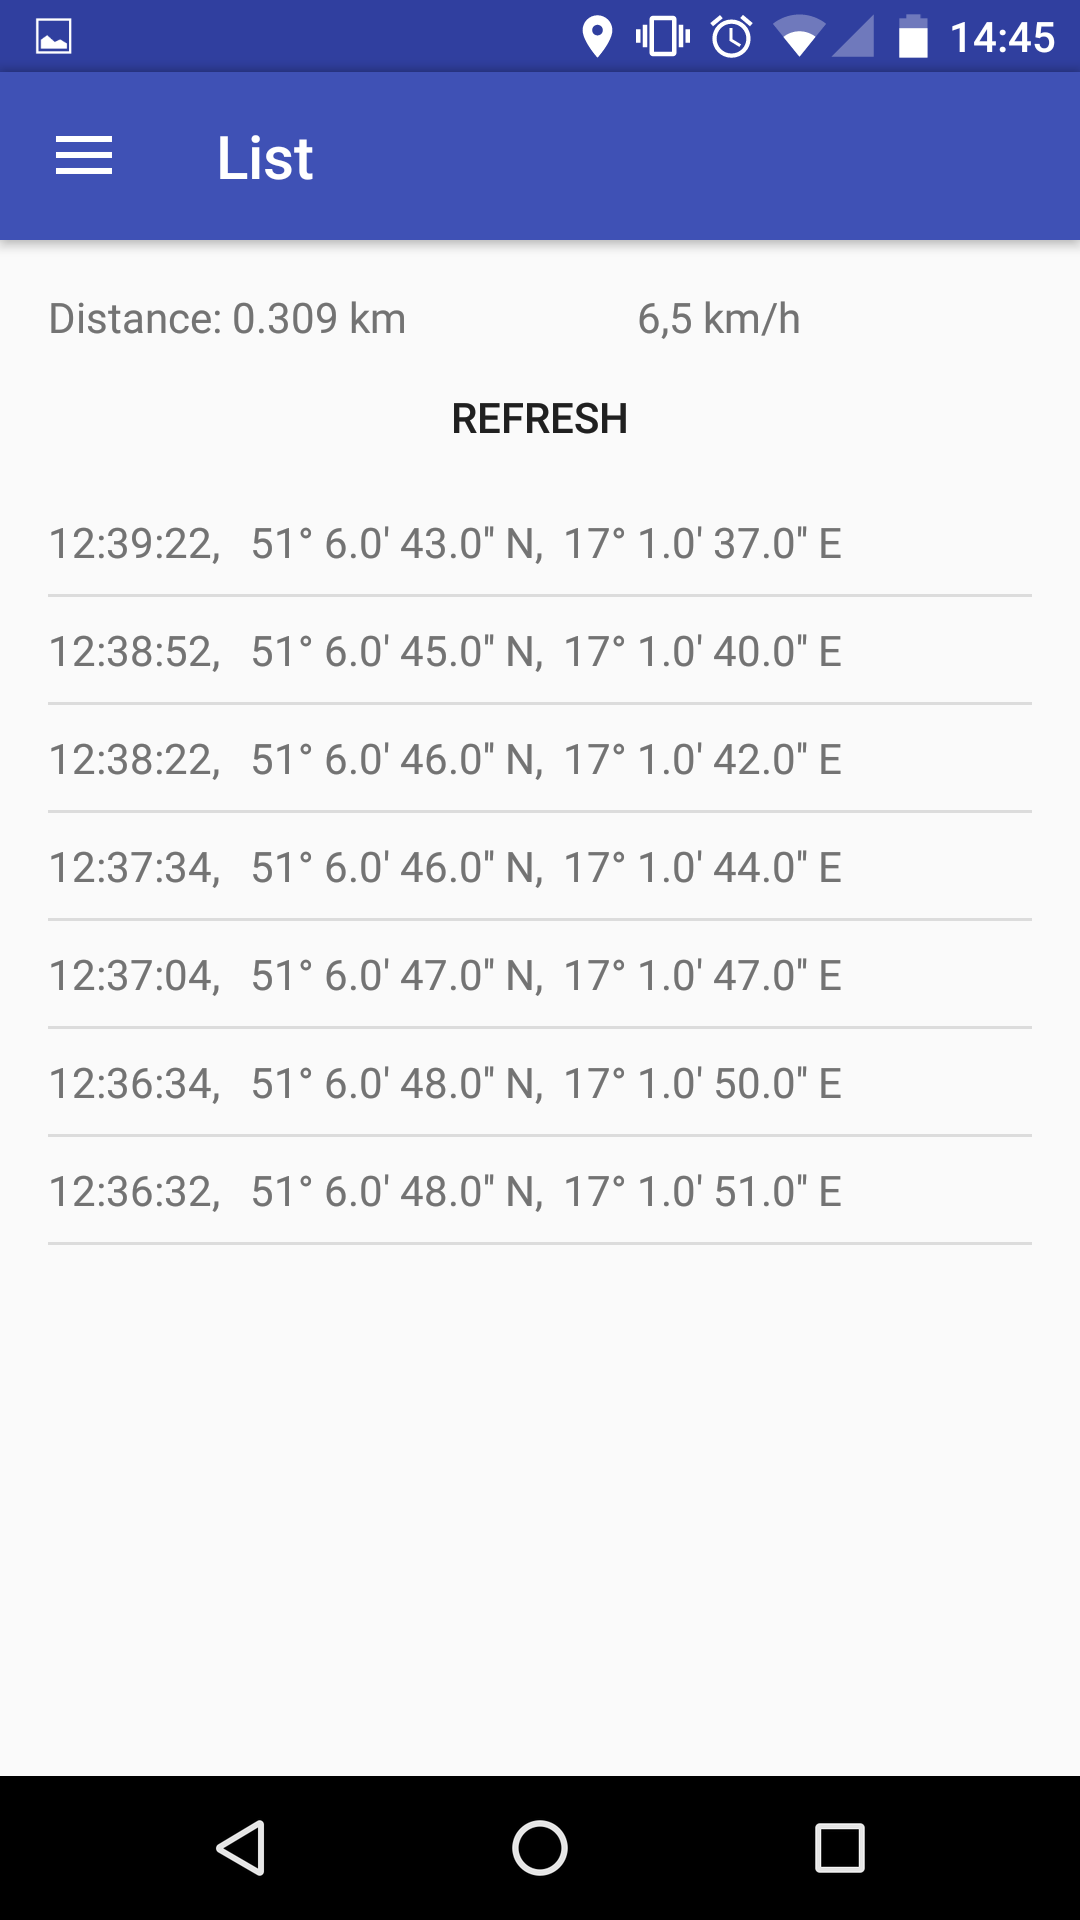 14:45
List
Distance: 0.309 km 6,5 km/h
REFRESH
12:39:22, 51° 6.0' 43.0" N, 17° 1.0' 37.0" E
12:38:52, 51° 6.0' 45.0" N, 17° 1.0' 40.0" E
12:38:22, 51° 6.0' 46.0" N, 17° 1.0' 42.0" E
12:37:34, 51° 6.0' 46.0" N, 17° 1.0' 44.0" E
12:37:04, 51° 6.0' 47.0" N, 17° 1.0' 47.0" E
12:36:34, 51° 6.0' 48.0" N, 17° 1.0' 50.0" E
12:36:32, 51° 6.0' 48.0" N, 17° 1.0' 51.0" E